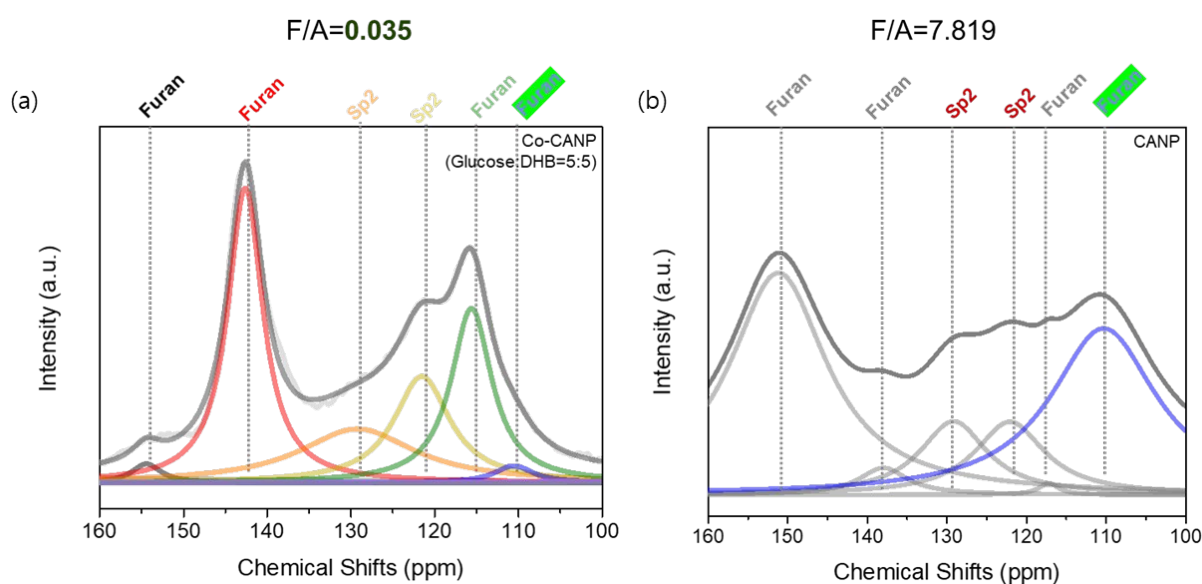 F/A=0.035
F/A=7.819
(a)
Furan
Furan
Sp2
Sp2
Furan
Furan
Co-CANP
(Glucose:DHB=5:5)
Intensity (a.u.)
160 150 140 130 120 110 100
Chemical Shifts (ppm)
(b)
Furan
Furan
Sp2
Sp2
Furan
Furan
CANP
Intensity (a.u.)
160 150 140 130 120 110 100
Chemical Shifts (ppm)